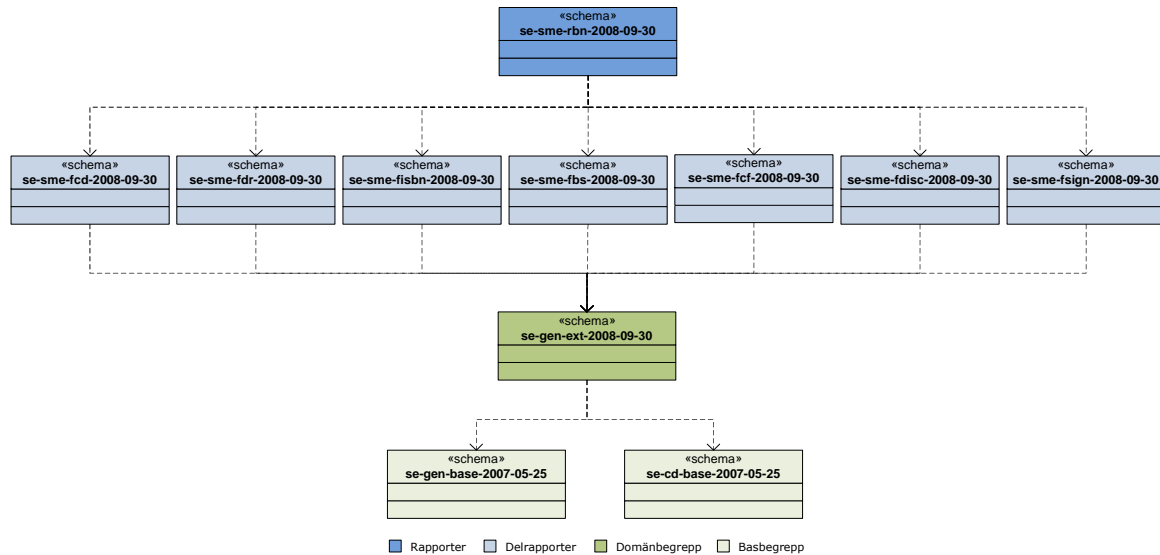 «schema»
se-sme-rbn-2008-09-30
«schema»
se-sme-fcd-2008-09-30
«schema»
se-sme-fdr-2008-09-30
«schema»
se-sme-fisbn-2008-09-30
«schema»
se-sme-fbs-2008-09-30
«schema»
se-sme-fcf-2008-09-30
«schema»
se-sme-fdisc-2008-09-30
«schema»
se-sme-fsign-2008-09-30
«schema»
se-gen-ext-2008-09-30
«schema»
se-gen-base-2007-05-25
«schema»
se-cd-base-2007-05-25
Rapporter
Delrapporter
Domänbegrepp
Basbegrepp